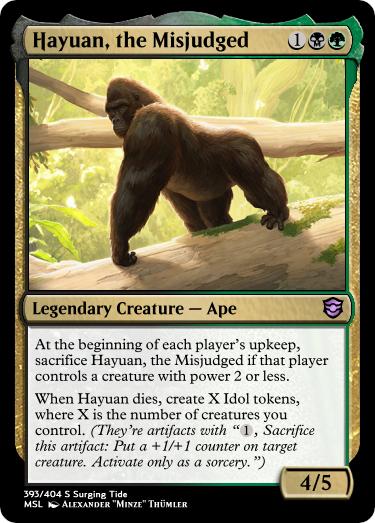 Hayuan, the Misjudged 1
Legendary Creature — Ape
At the beginning of each player's upkeep,
sacrifice Hayuan, the Misjudged if that player
controls a creature with power 2 or less.
When Hayuan dies, create X Idol tokens,
where X is the number of creatures you
control. (They're artifacts with “1, Sacrifice
this artifact: Put a +1/+1 counter on target
creature. Activate only as a sorcery.”)
4/5
393/404 S Surging Tide
MSL Alexander "Minze" Thümler